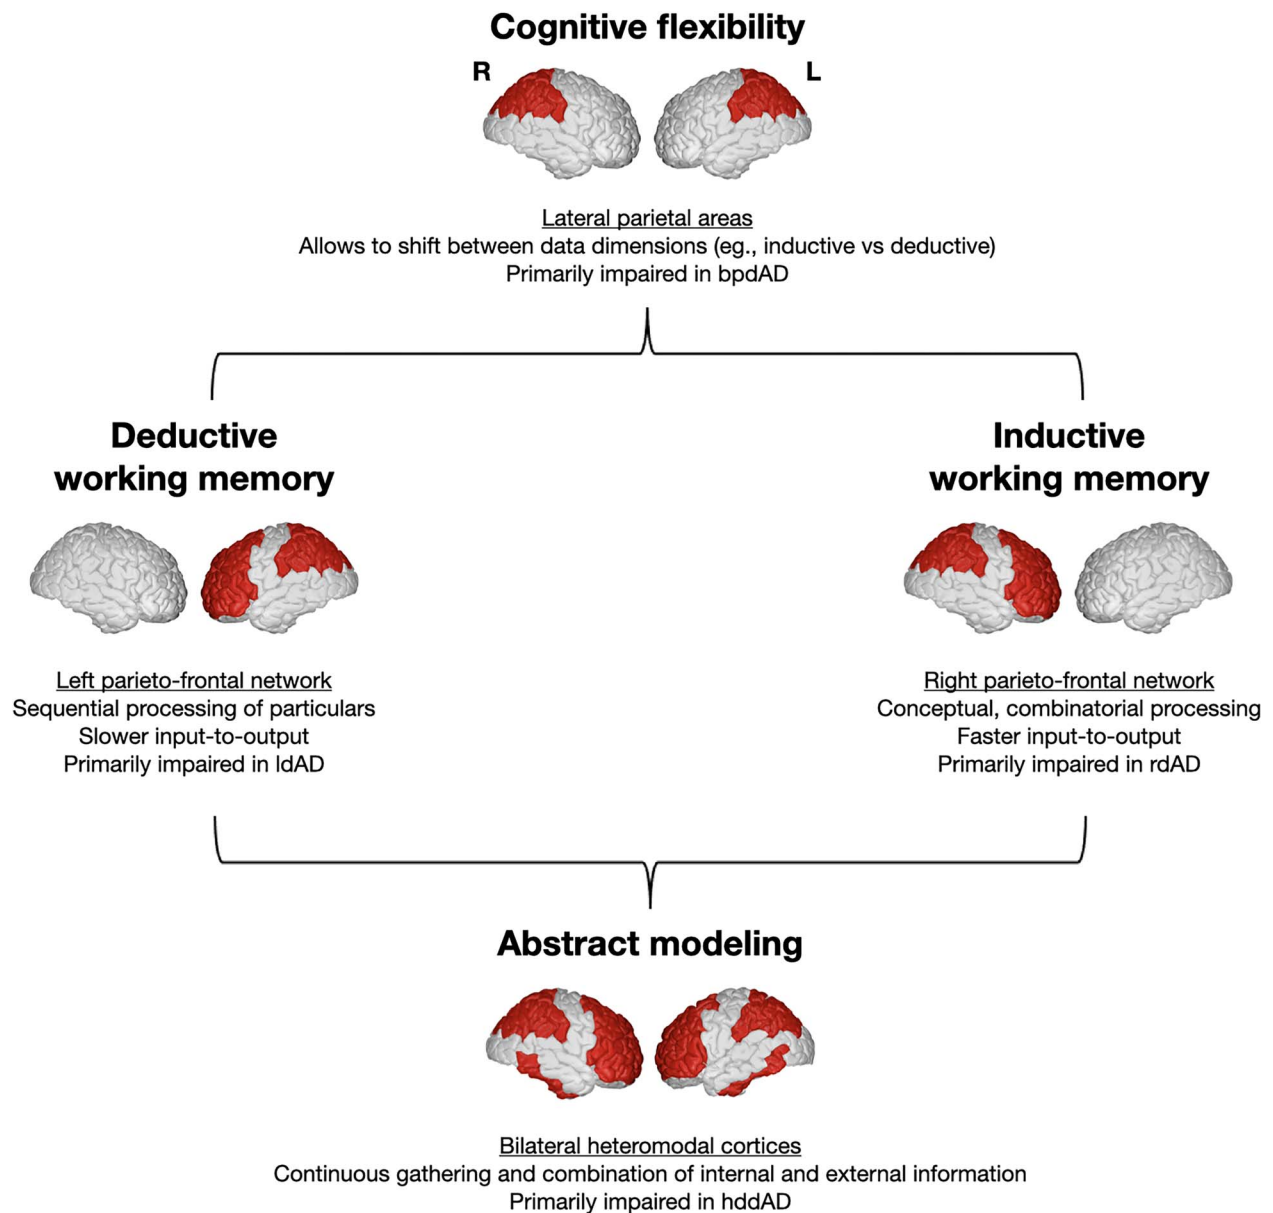 Cognitive flexibility
R
L
Lateral parietal areas
Allows to shift between data dimensions (eg., inductive vs deductive)
Primarily impaired in bpdAD
Deductive
working memory
Left parieto-frontal network
Sequential processing of particulars
Slower input-to-output
Primarily impaired in ldAD
Inductive
working memory
Right parieto-frontal network
Conceptual, combinatorial processing
Faster input-to-output
Primarily impaired in rdAD
Abstract modeling
Bilateral heteromodal cortices
Continuous gathering and combination of internal and external information
Primarily impaired in hddAD